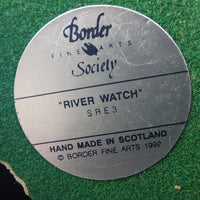 Border
FINE ARTS
Society
"RIVER WATCH"
SRE3
HAND MADE IN SCOTLAND
© BORDER FINE ARTS 1992